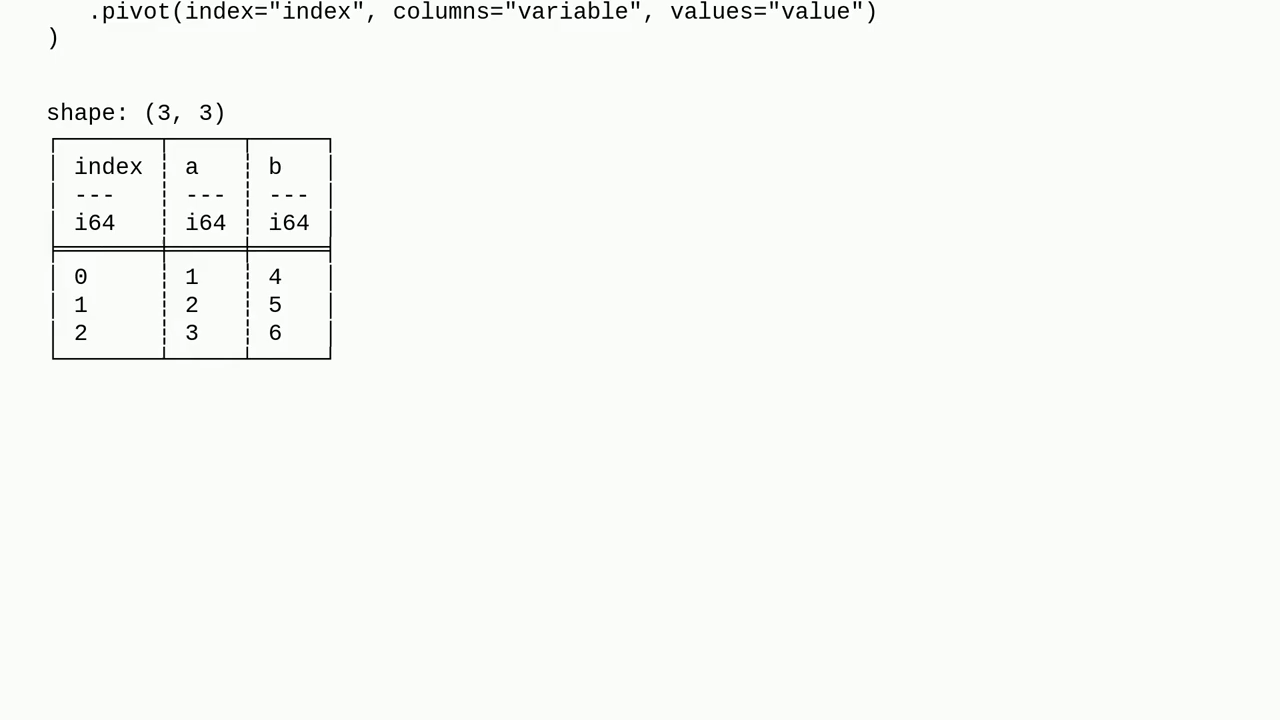 .pivot(index="index", columns="variable", values="value")
)
shape: (3, 3)
index a b
--- --- ---
i64 i64 i64
0 1 4
1 2 5
2 3 6